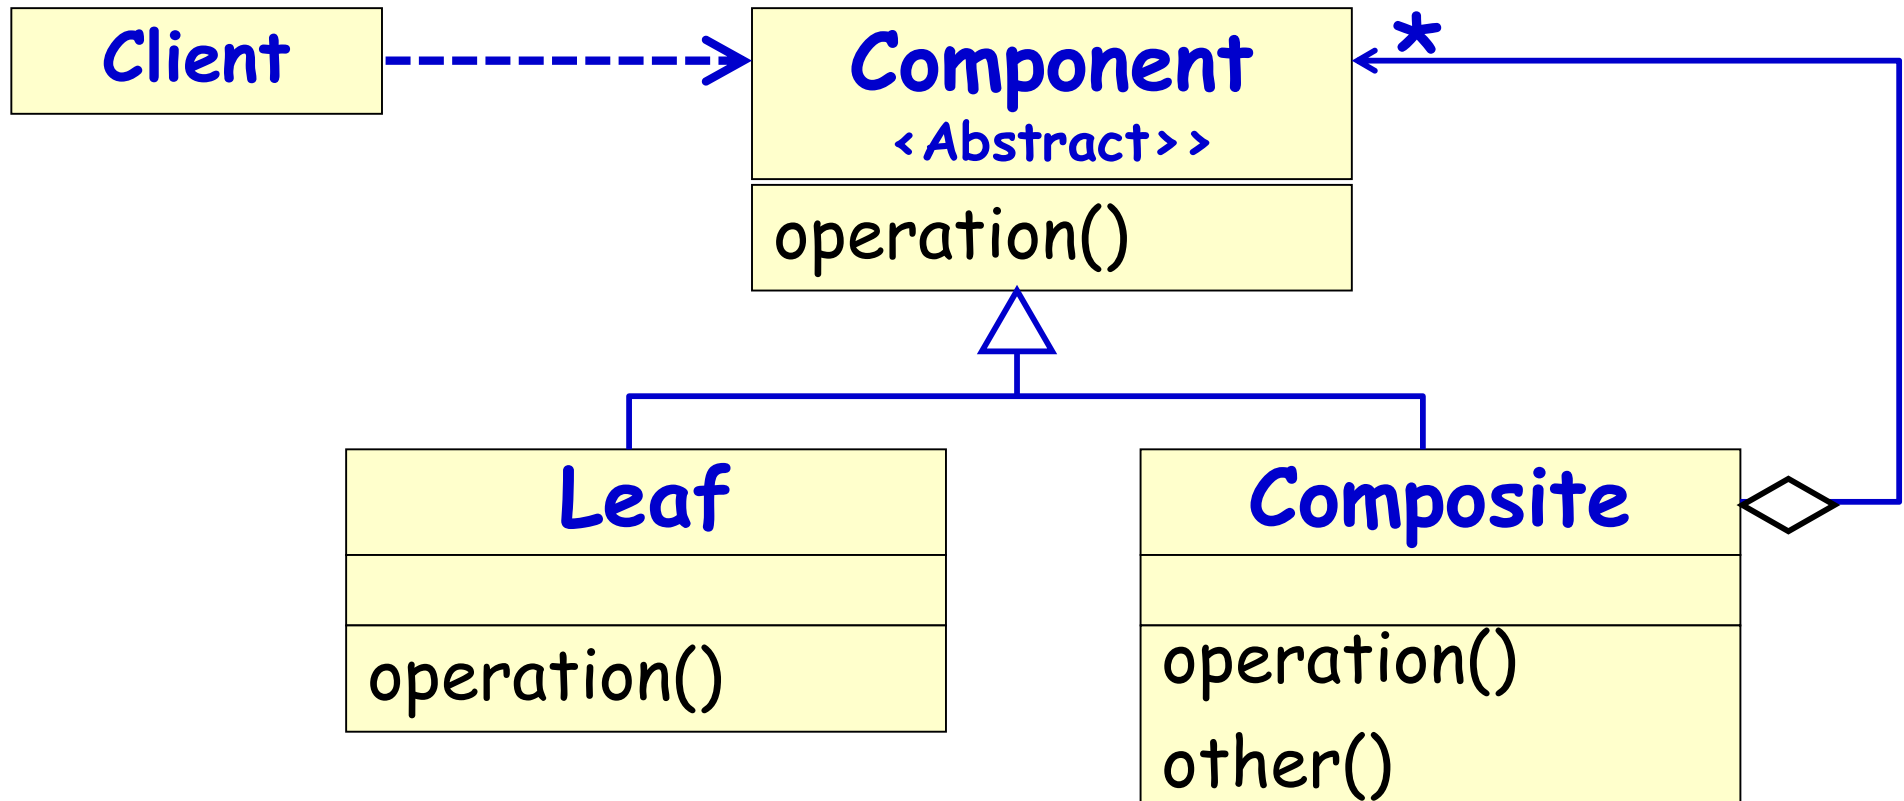 Client
Component
*
<Abstract>>
operation()
Leaf
Composite
operation()
operation()
other()